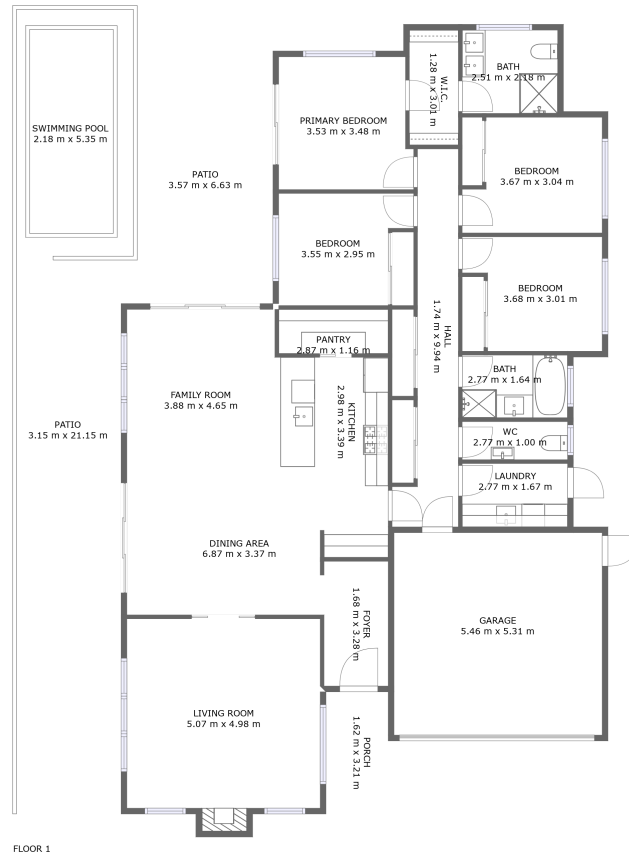 BATH
2.51 m x 2.18 m
W.I.C.
1.28 m x 3.01 m
PRIMARY BEDROOM
3.53 m x 3.48 m
SWIMMING POOL
2.18 m x 5.35 m
PATIO
3.57 m x 6.63 m
BEDROOM
3.67 m x 3.04 m
BEDROOM
3.55 m x 2.95 m
BEDROOM
3.68 m x 3.01 m
HALL
1.74 m x 9.94 m
PANTRY
2.87 m x 1.16 m
FAMILY ROOM
3.88 m x 4.65 m
KITCHEN
2.98 m x 3.39 m
BATH
2.77 m x 1.64 m
PATIO
3.15 m x 21.15 m
WC
2.77 m x 1.00 m
LAUNDRY
2.77 m x 1.67 m
DINING AREA
6.87 m x 3.37 m
FOYER
1.68 m x 3.28 m
GARAGE
5.46 m x 5.31 m
LIVING ROOM
5.07 m x 4.98 m
PORCH
1.62 m x 3.21 m
FLOOR 1